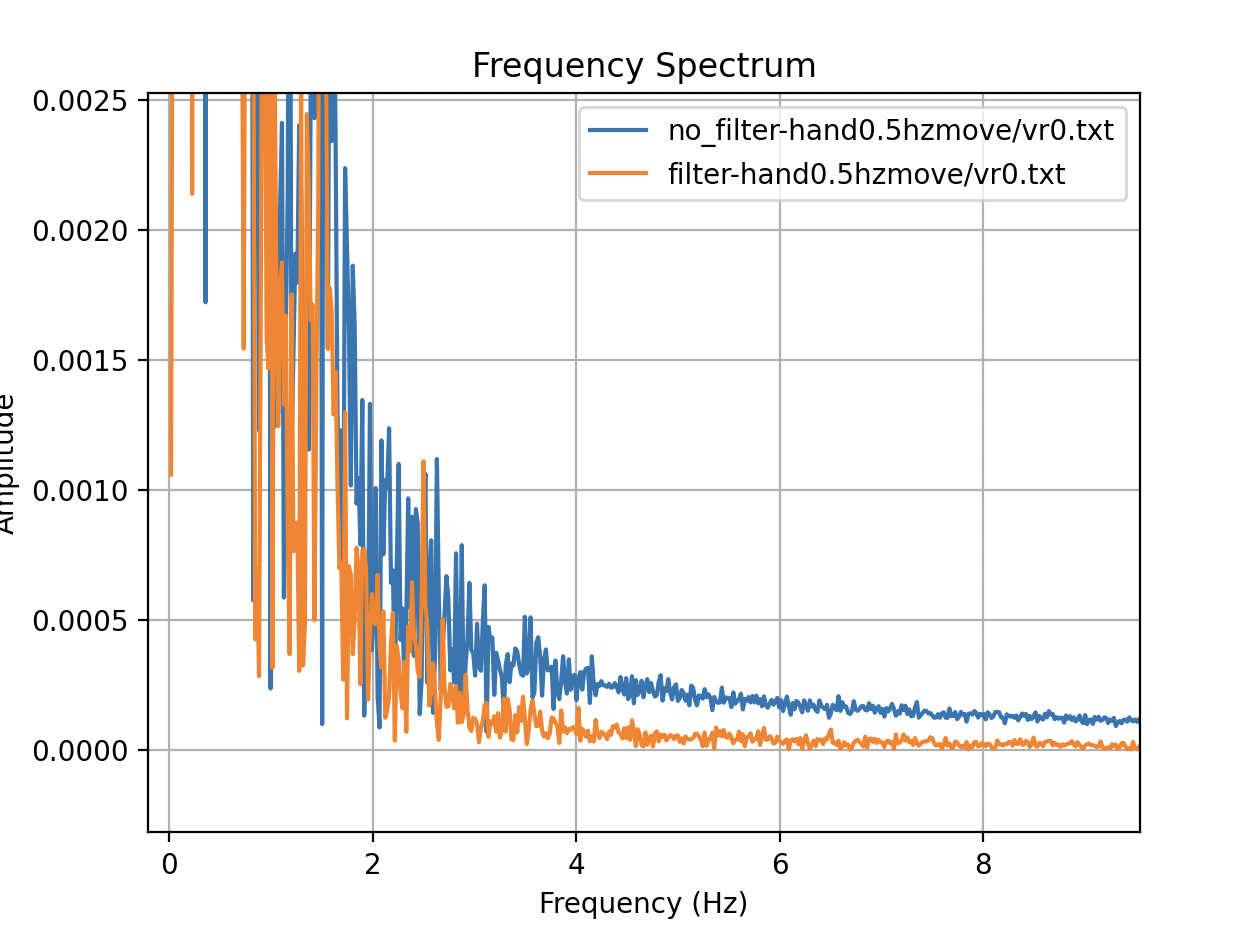 Frequency Spectrum
no_filter-hand0.5hzmove/vr0.txt
filter-hand0.5hzmove/vr0.txt
Amplitude
0.0025
0.0020
0.0015
0.0010
0.0005
0.0000
0 2 4 6 8
Frequency (Hz)